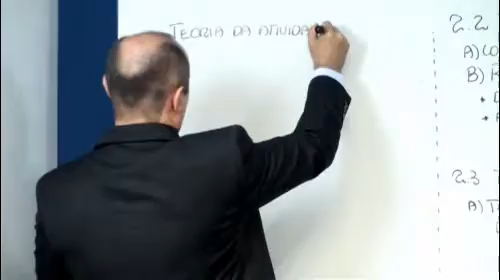 TEORIA DA ATIVIDA
2.2
A) CO
B) R
2.3 T
A) T